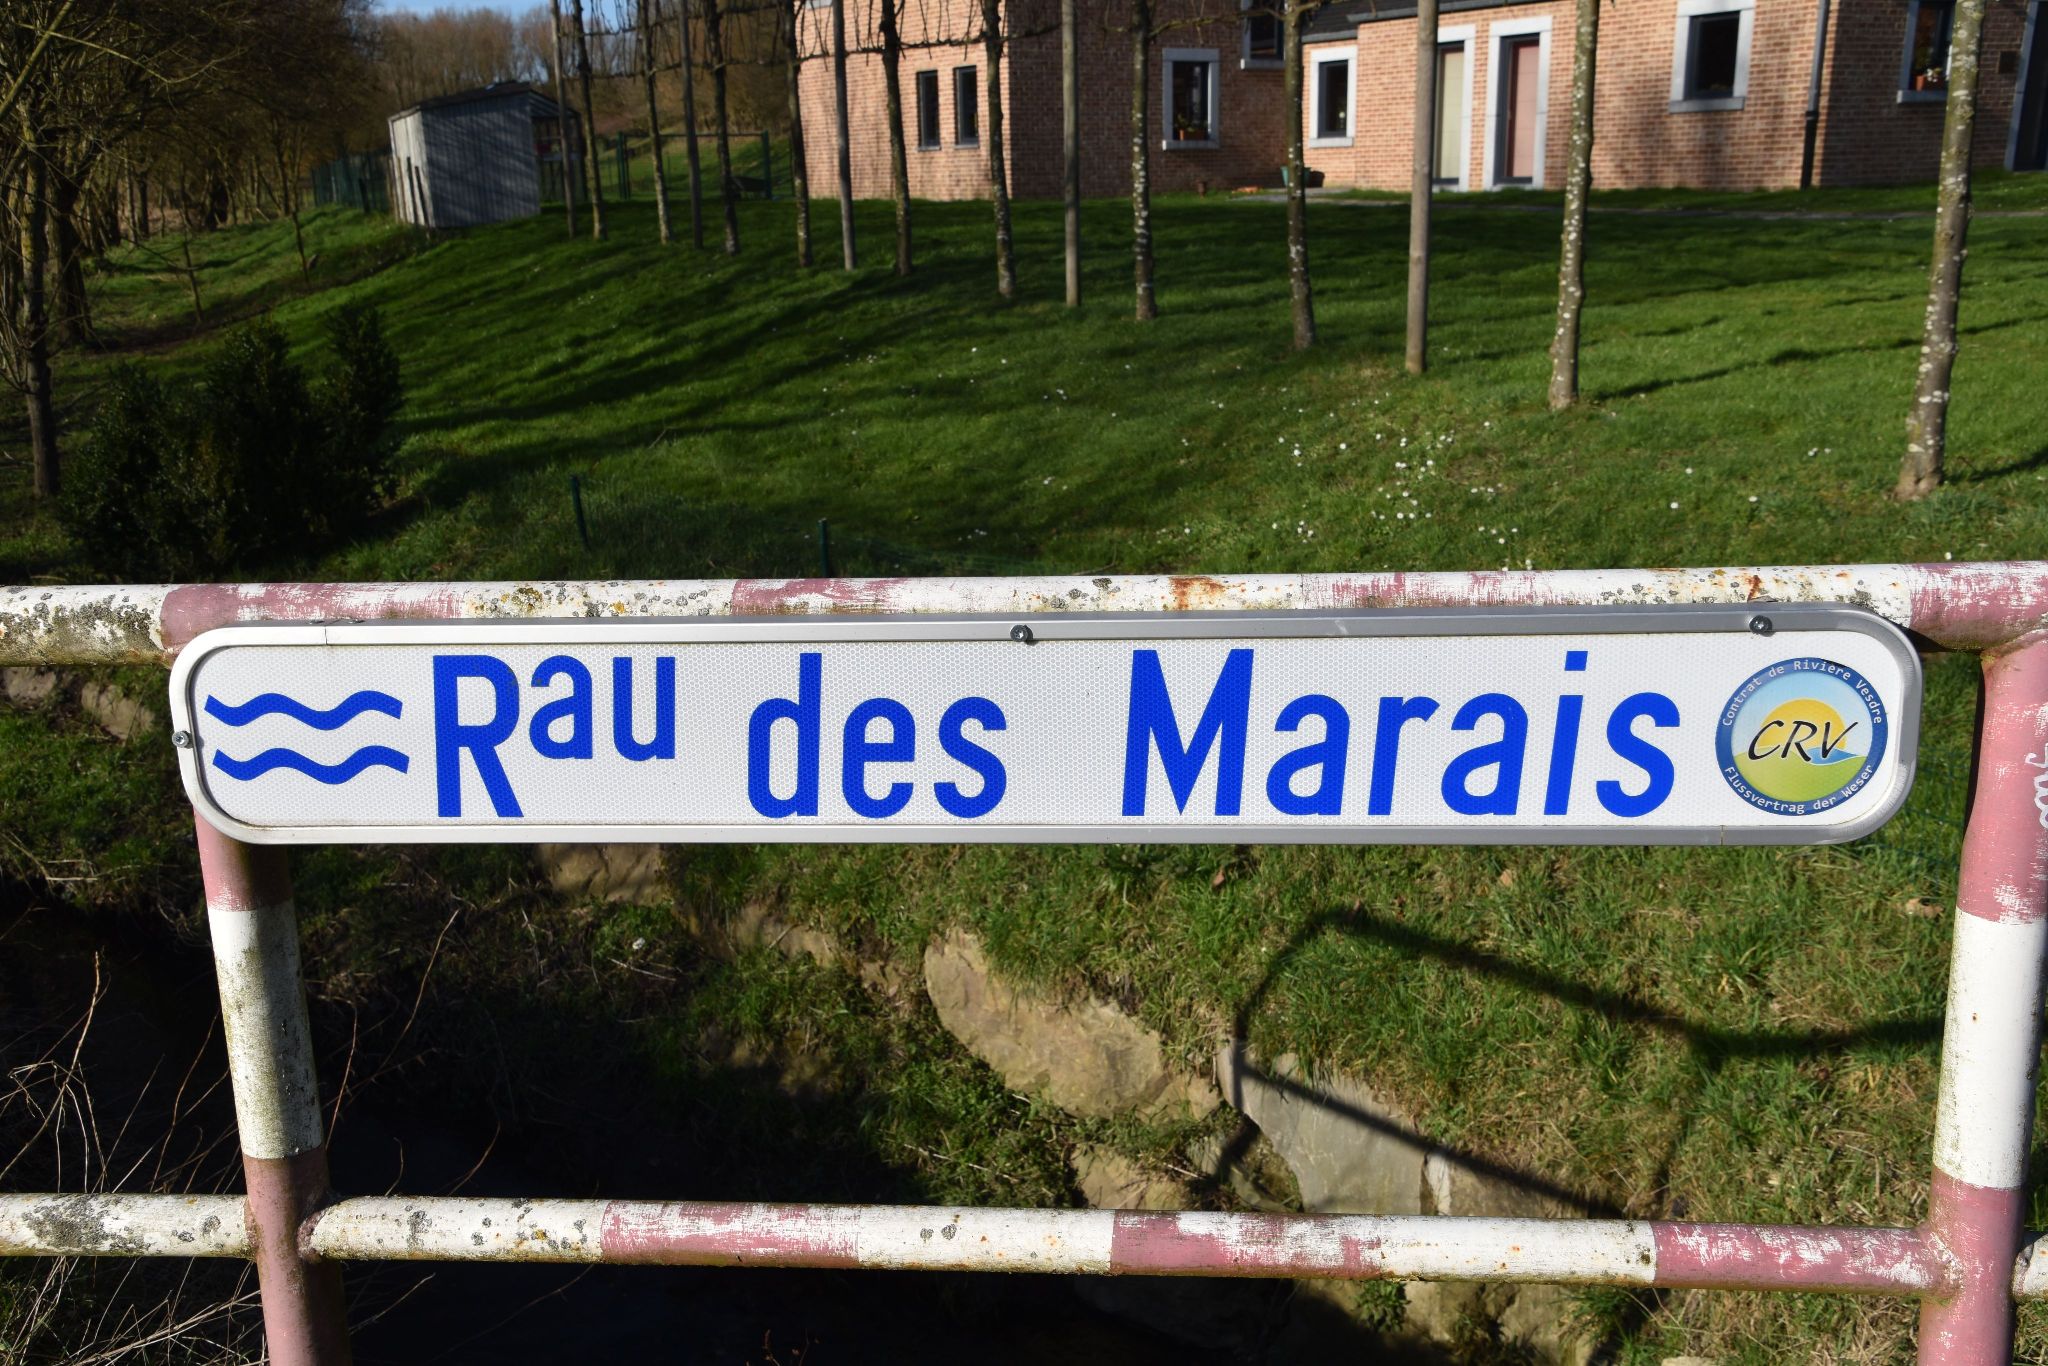 Rau des Marais
Contrat de Rivière Vesdre
CRV
Flussvertrag der Weser